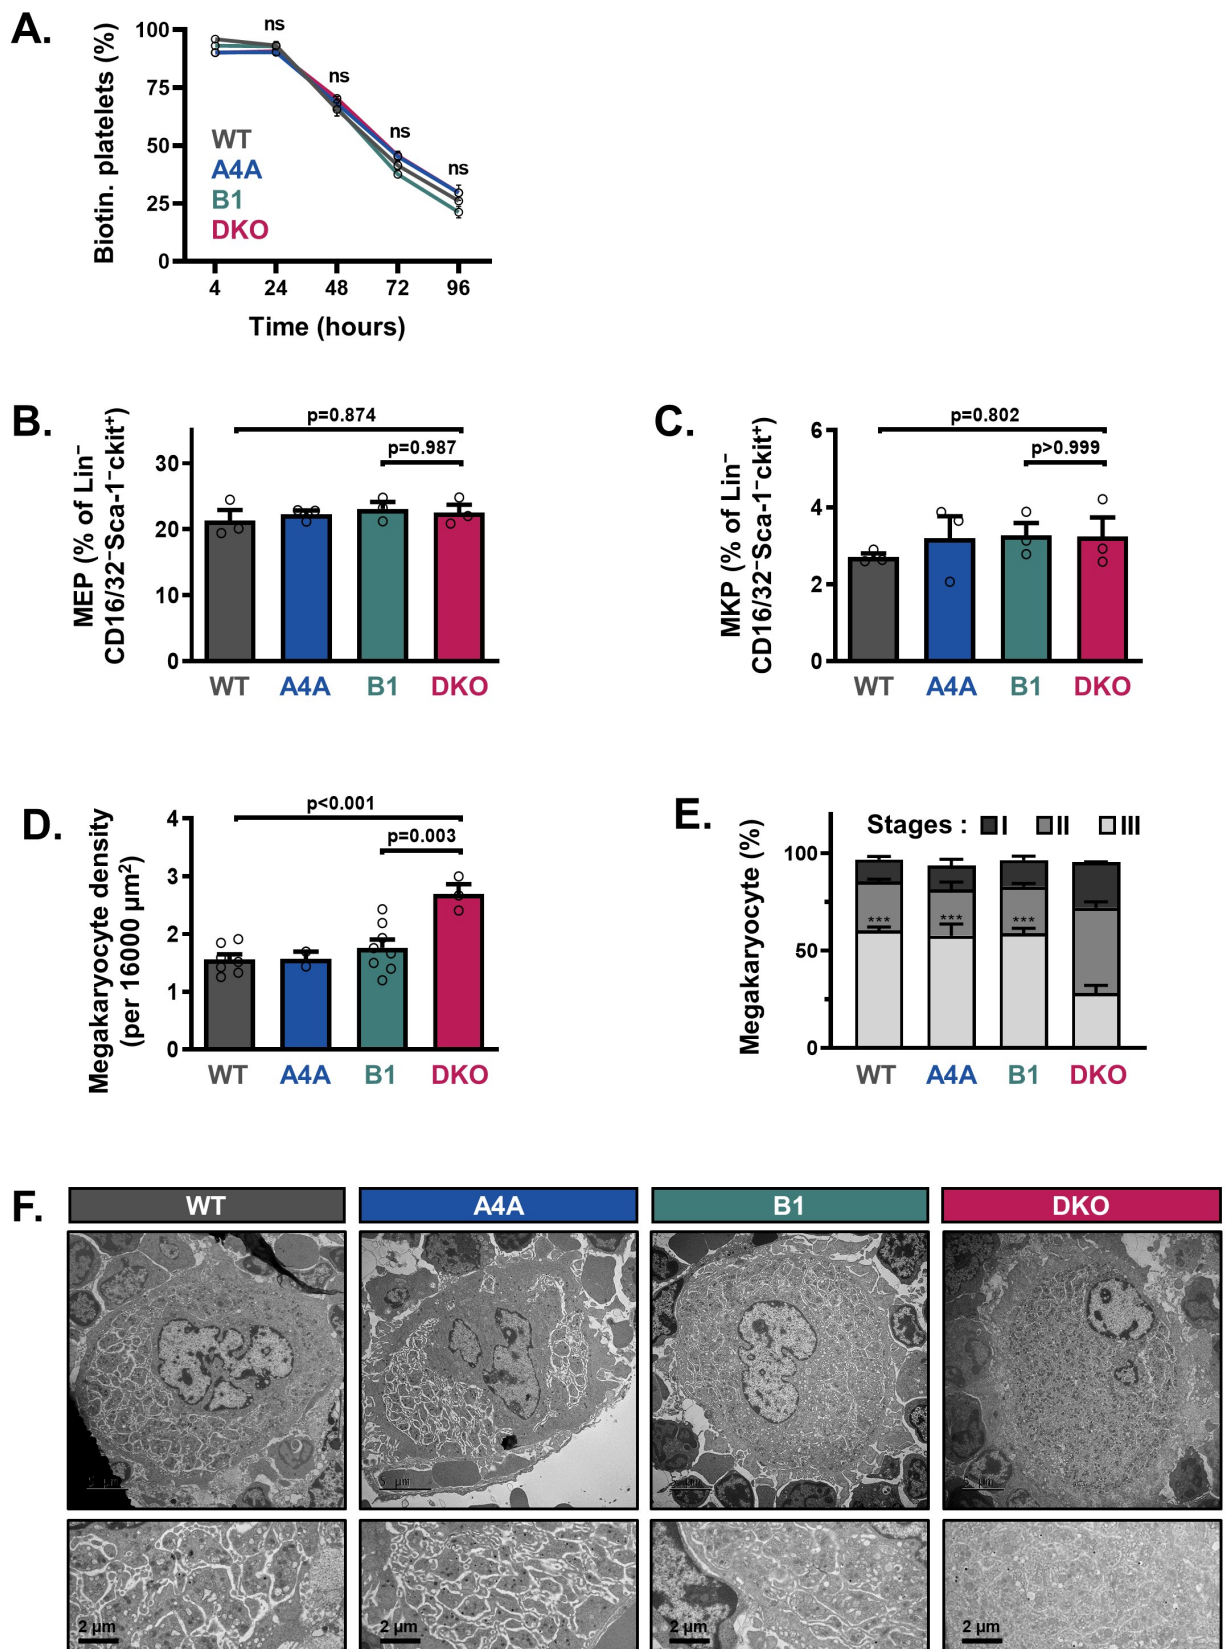 A.
Biotin. platelets (%)
100
75
50
25
0
ns
ns
ns
ns
WT
A4A
B1
DKO
4 24 48 72 96
Time (hours)
B.
MEP (% of Lin⁻
CD16/32⁻Sca-1⁻ckit⁺)
p=0.874
p=0.987
30
20
10
0
WT A4A B1 DKO
C.
MKP (% of Lin⁻
CD16/32⁻Sca-1⁻ckit⁺)
p=0.802
p>0.999
6
4
2
0
WT A4A B1 DKO
D.
Megakaryocyte density
(per 16000 µm²)
p<0.001
p=0.003
4
3
2
1
0
WT A4A B1 DKO
E.
Megakaryocyte (%)
Stages : I II III
100
50
0
*** *** ***
WT A4A B1 DKO
F.
WT A4A B1 DKO
5 µm
2 µm 2 µm 2 µm 2 µm